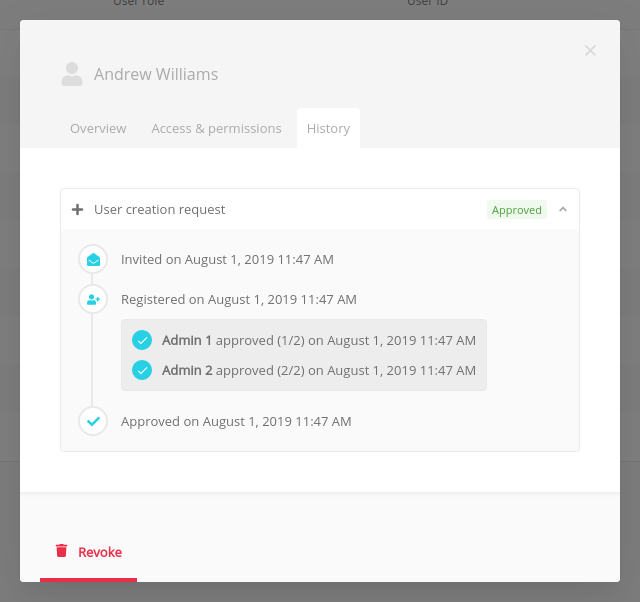 User role
User ID
Andrew Williams
Overview
Access & permissions
History
User creation request
Approved
Invited on August 1, 2019 11:47 AM
Registered on August 1, 2019 11:47 AM
Admin 1 approved (1/2) on August 1, 2019 11:47 AM
Admin 2 approved (2/2) on August 1, 2019 11:47 AM
Approved on August 1, 2019 11:47 AM
Revoke